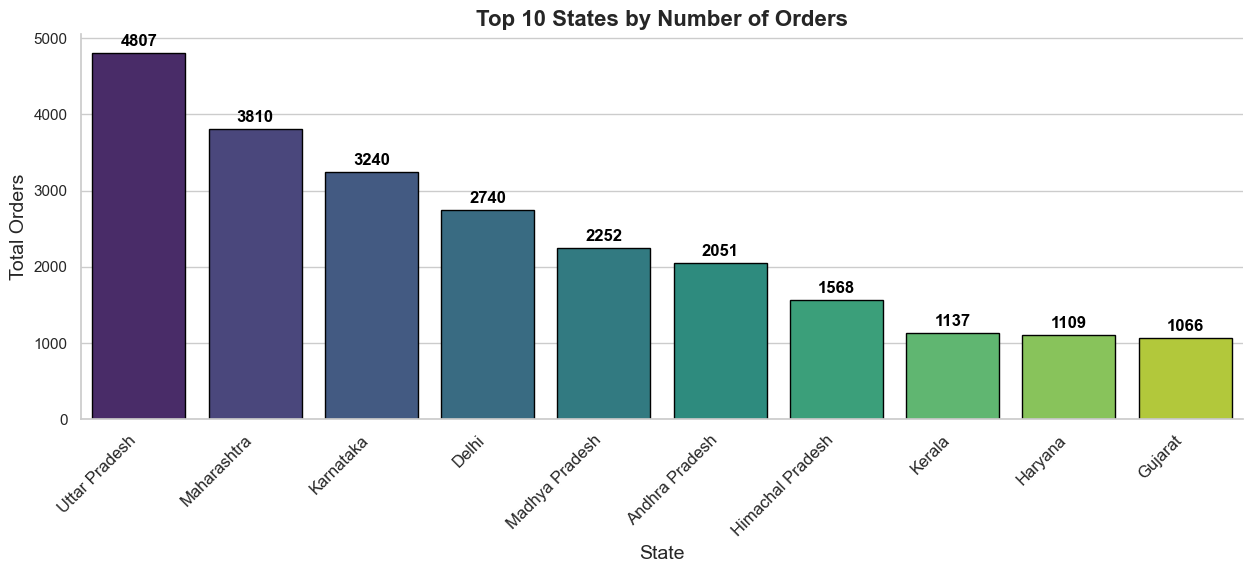 Top 10 States by Number of Orders
Total Orders
5000
4000
3000
2000
1000
0
4807
3810
3240
2740
2252
2051
1568
1137
1109
1066
Uttar Pradesh
Maharashtra
Karnataka
Delhi
Madhya Pradesh
Andhra Pradesh
Himachal Pradesh
Kerala
Haryana
Gujarat
State